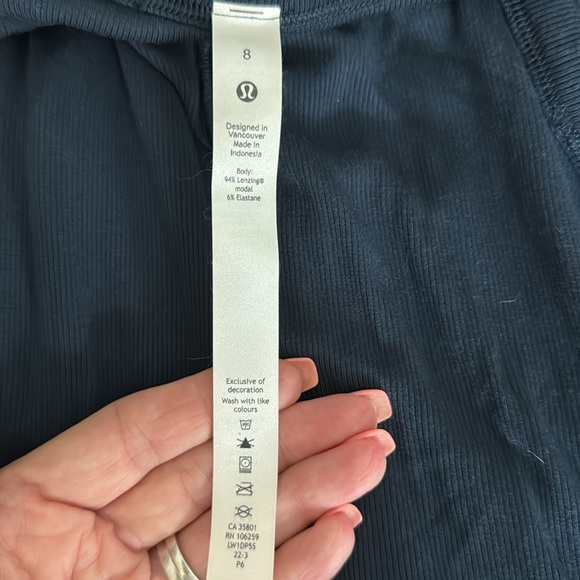 8
Designed in
Vancouver
Made in
Indonesia
Body:
94% Lenzing®
modal
6% Elastane
Exclusive of
decoration
Wash with like
colours
CA 35801
RN 106259
LW1DP5S
22-3
P6